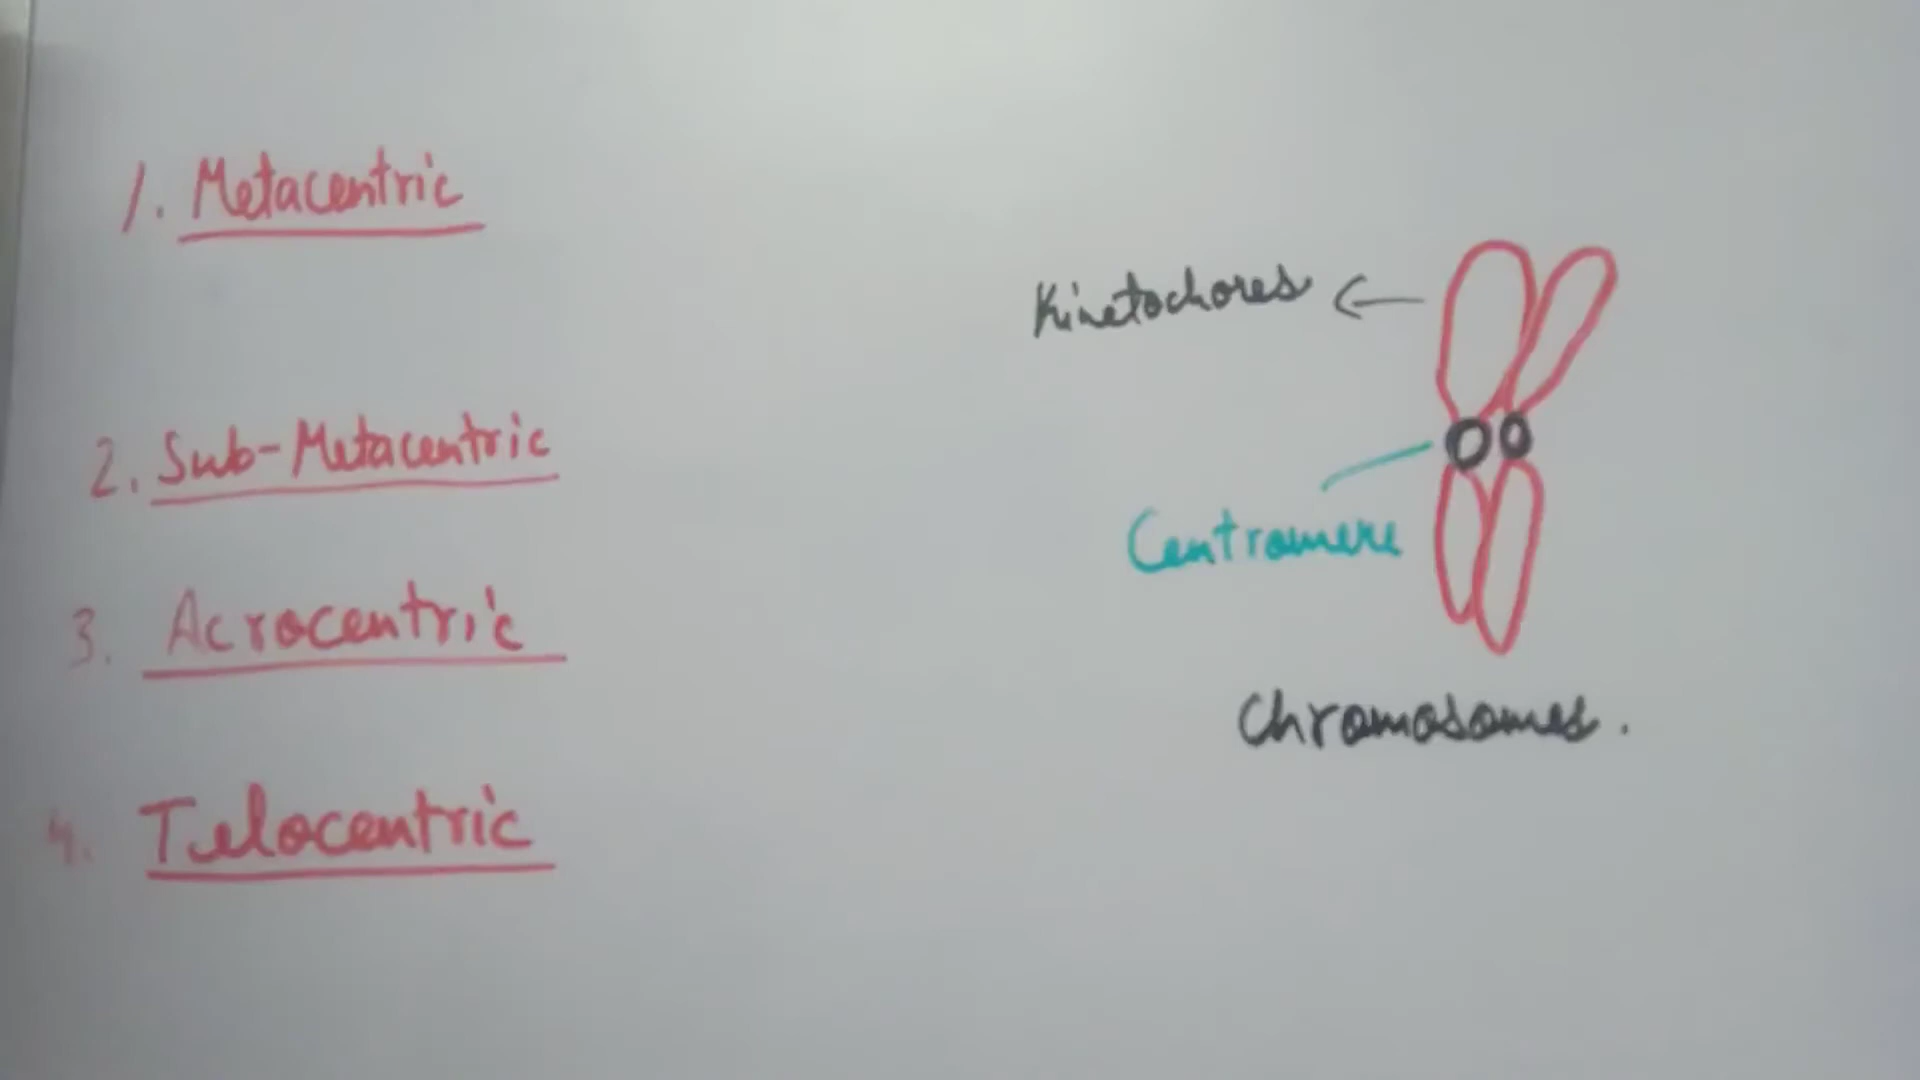 1. Metacentric
Kinetochores
2. Sub-Metacentric
Centromere
3. Acrocentric
Chromosomes.
4. Telocentric